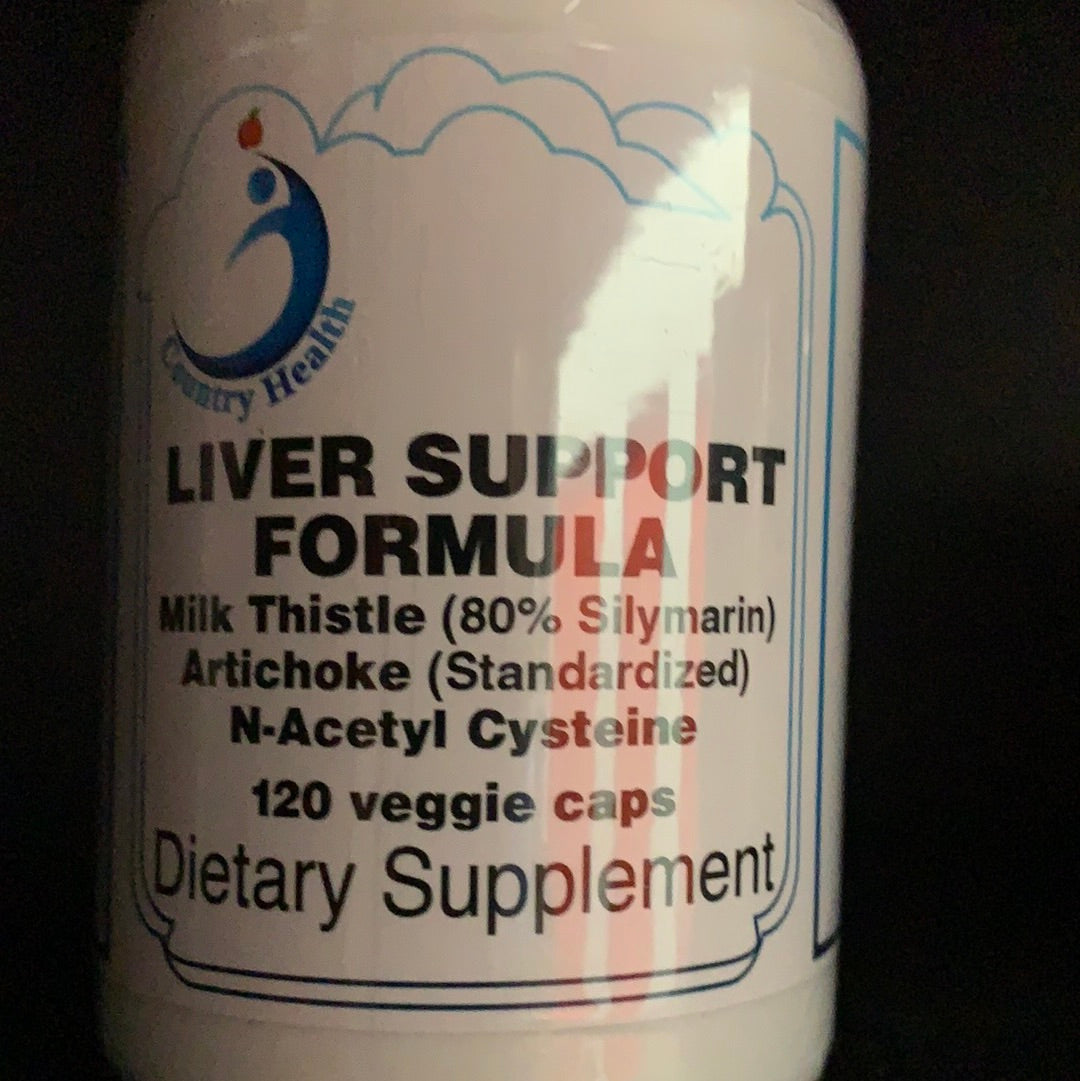 Country Health
LIVER SUPPORT
FORMULA
Milk Thistle (80% Silymarin)
Artichoke (Standardized)
N-Acetyl Cysteine
120 veggie caps
Dietary Supplement